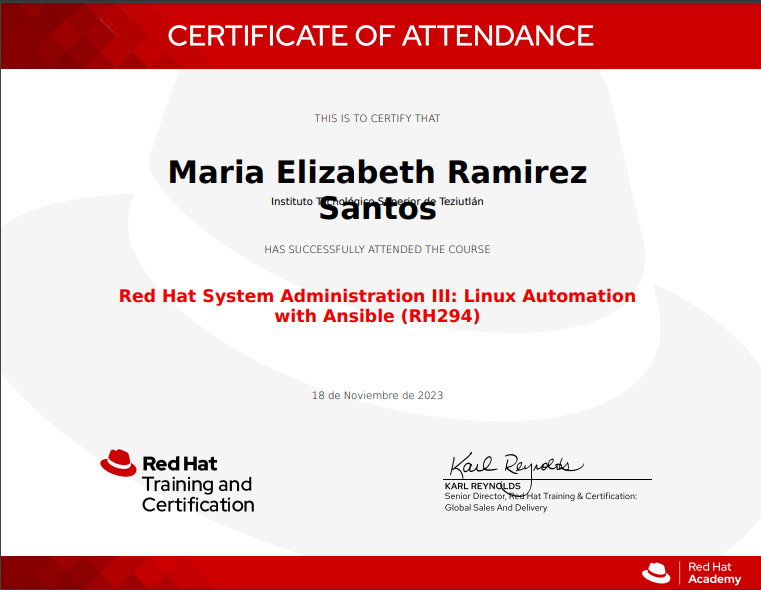 CERTIFICATE OF ATTENDANCE
THIS IS TO CERTIFY THAT
Maria Elizabeth Ramirez
Santos
Instituto Tecnológico Superior de Teziutlán
HAS SUCCESSFULLY ATTENDED THE COURSE
Red Hat System Administration III: Linux Automation
with Ansible (RH294)
18 de Noviembre de 2023
Red Hat
Training and
Certification
Karl Reynolds
KARL REYNOLDS
Senior Director, Red Hat Training & Certification:
Global Sales And Delivery
Red Hat
Academy